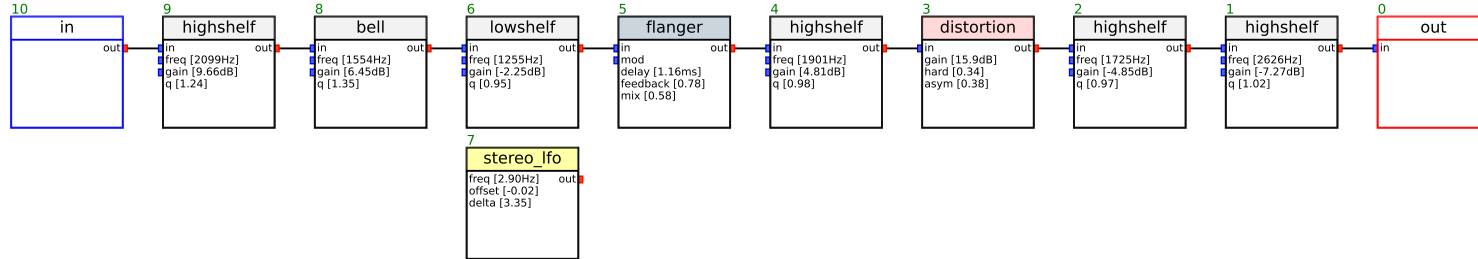 10
in
out
9
highshelf
in out
freq [2099Hz]
gain [9.66dB]
q [1.24]
8
bell
in out
freq [1554Hz]
gain [6.45dB]
q [1.35]
6
lowshelf
in out
freq [1255Hz]
gain [-2.25dB]
q [0.95]
5
flanger
in out
mod
delay [1.16ms]
feedback [0.78]
mix [0.58]
4
highshelf
in out
freq [1901Hz]
gain [4.81dB]
q [0.98]
3
distortion
in out
gain [15.9dB]
hard [0.34]
asym [0.38]
2
highshelf
in out
freq [1725Hz]
gain [-4.85dB]
q [0.97]
1
highshelf
in out
freq [2626Hz]
gain [-7.27dB]
q [1.02]
0
out
in
7
stereo_lfo
freq [2.90Hz] out
offset [-0.02]
delta [3.35]